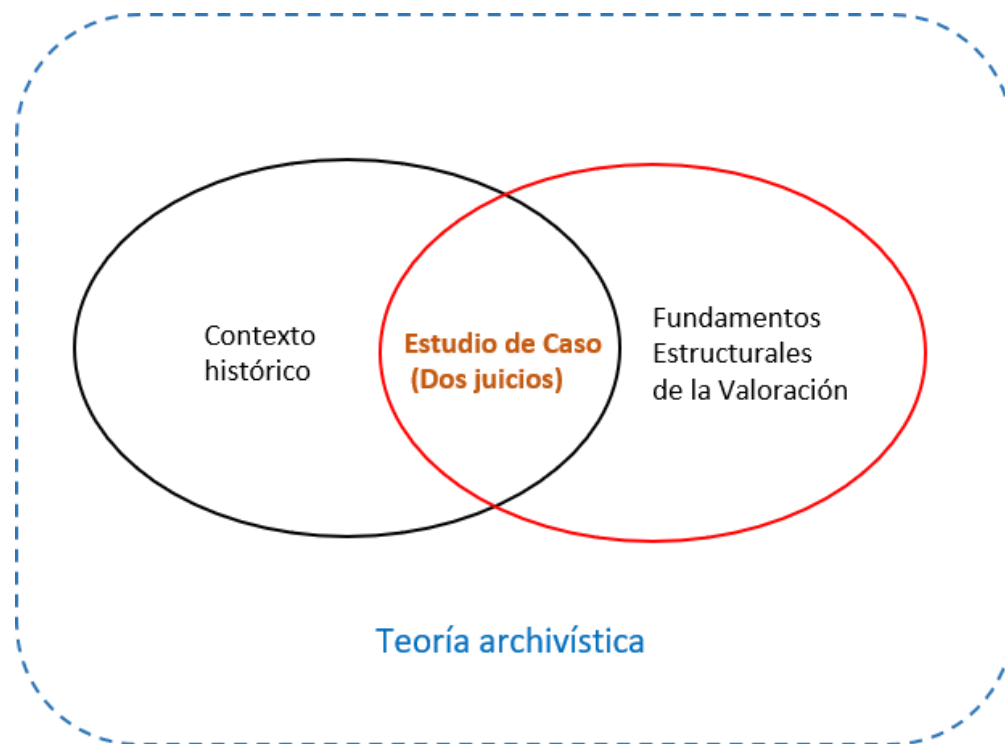 Contexto
histórico
Estudio de Caso
(Dos juicios)
Fundamentos
Estructurales
de la Valoración
Teoría archivística